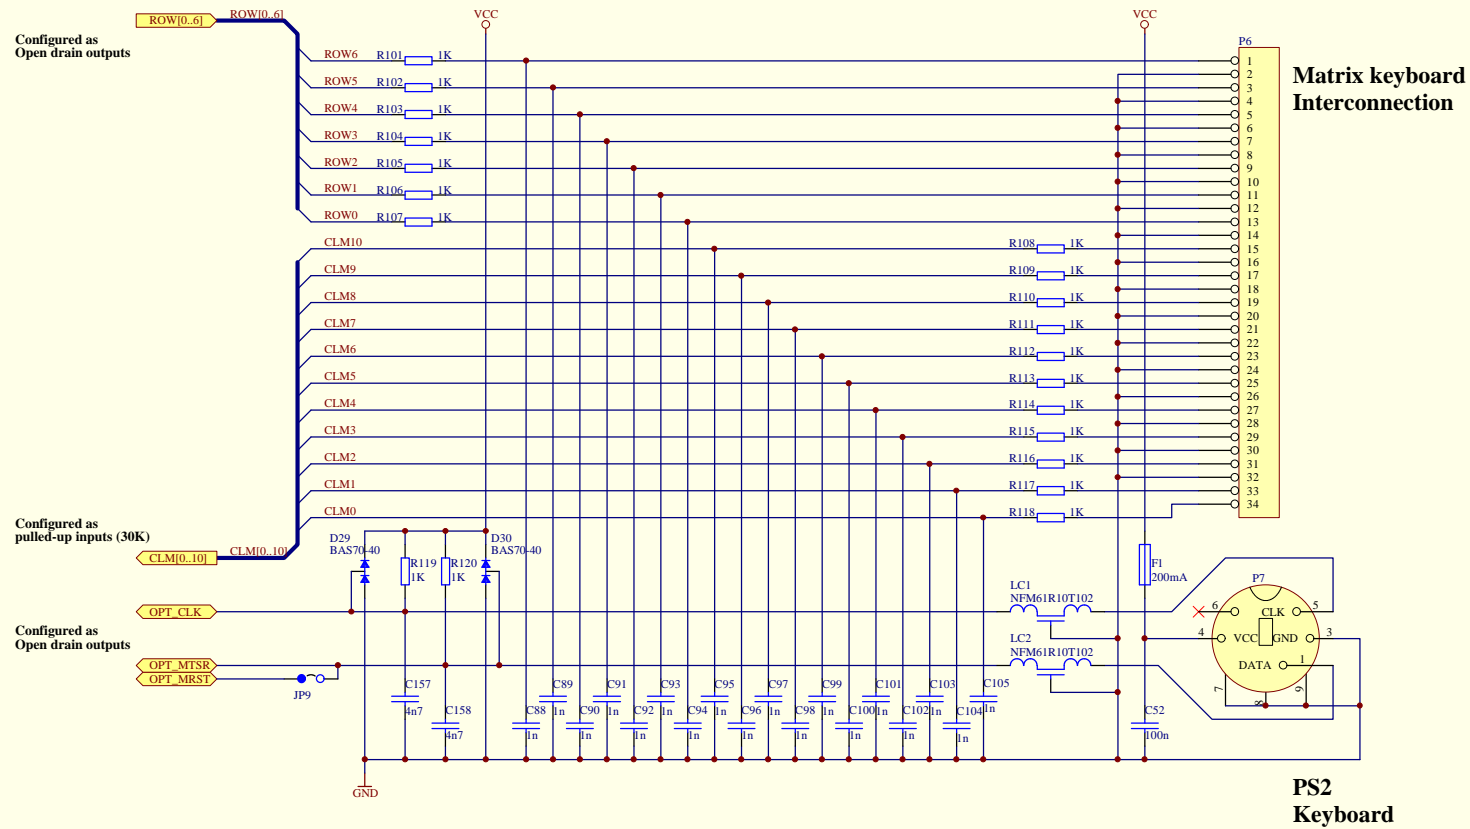 ROW[0..6]
ROW[0..6]
VCC
VCC
Configured as
Open drain outputs
P6
Matrix keyboard
Interconnection
ROW6 R101 1K
ROW5 R102 1K
ROW4 R103 1K
ROW3 R104 1K
ROW2 R105 1K
ROW1 R106 1K
ROW0 R107 1K
CLM10 R108 1K
CLM9 R109 1K
CLM8 R110 1K
CLM7 R111 1K
CLM6 R112 1K
CLM5 R113 1K
CLM4 R114 1K
CLM3 R115 1K
CLM2 R116 1K
CLM1 R117 1K
CLM0 R118 1K
1
2
3
4
5
6
7
8
9
10
11
12
13
14
15
16
17
18
19
20
21
22
23
24
25
26
27
28
29
30
31
32
33
34
Configured as
pulled-up inputs (30K)
CLM[0..10]
CLM[0..10]
D29
BAS70-40
R119
1K
R120
1K
D30
BAS70-40
F1
200mA
OPT_CLK
Configured as
Open drain outputs
OPT_MTSR
OPT_MRST
JP9
LC1
NFM61R10T102
LC2
NFM61R10T102
P7
6 CLK 5
4 VCC GND 3
DATA 1
7
8
9
C157
4n7
C158
4n7
C88
1n
C89
1n
C90
1n
C91
1n
C92
1n
C93
1n
C94
1n
C95
1n
C96
1n
C97
1n
C98
1n
C99
1n
C100
1n
C101
1n
C102
1n
C103
1n
C104
1n
C105
1n
C52
100n
GND
PS2
Keyboard